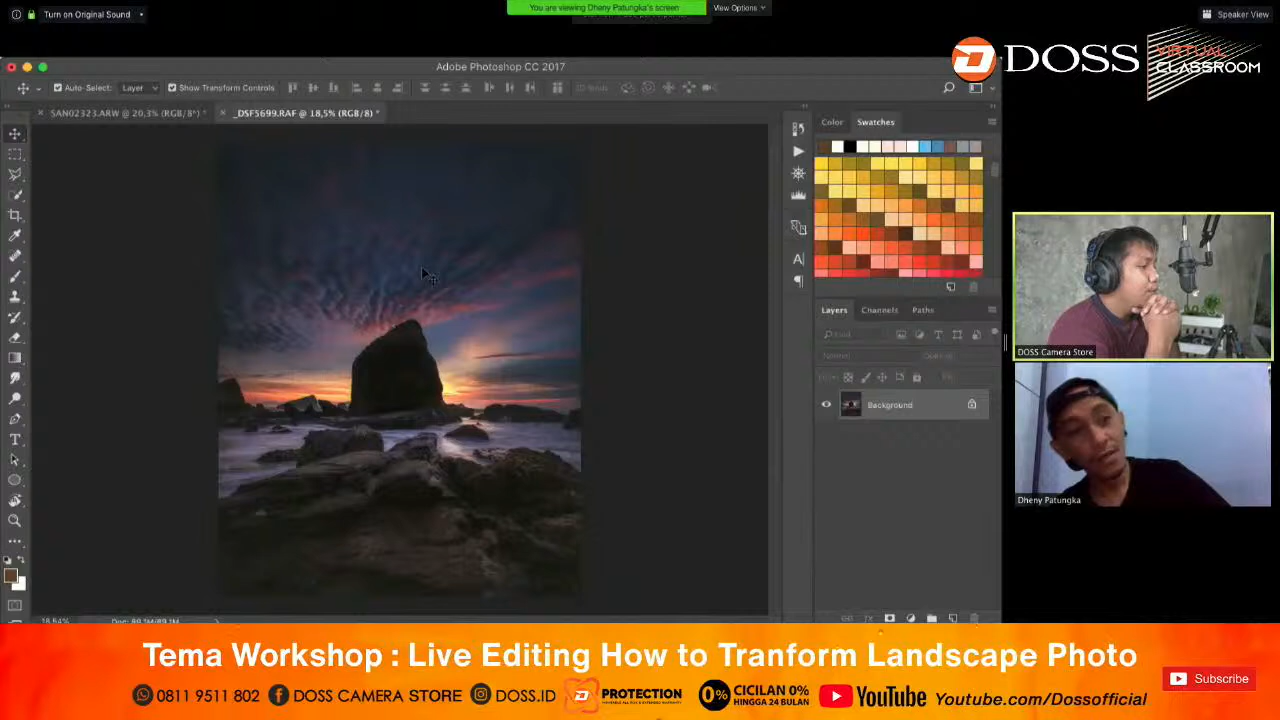 Turn on Original Sound
You are viewing Dheny Patungka's screen
View Options
Speaker View
DOSS
VIRTUAL
CLASSROOM
Adobe Photoshop CC 2017
Auto-Select:
Layer
Show Transform Controls
SAN02323.ARW @ 20,3% (RGB/8*) *
_DSF5699.RAF @ 18,5% (RGB/8) *
Color
Swatches
Layers
Channels
Paths
Kind
Normal
Background
18,54%
DOSS Camera Store
Dheny Patungka
Tema Workshop : Live Editing How to Tranform Landscape Photo
0811 9511 802
DOSS CAMERA STORE
DOSS.ID
PROTECTION
0%
CICILAN 0%
HINGGA 24 BULAN
YouTube
Youtube.com/Dossofficial
Subscribe